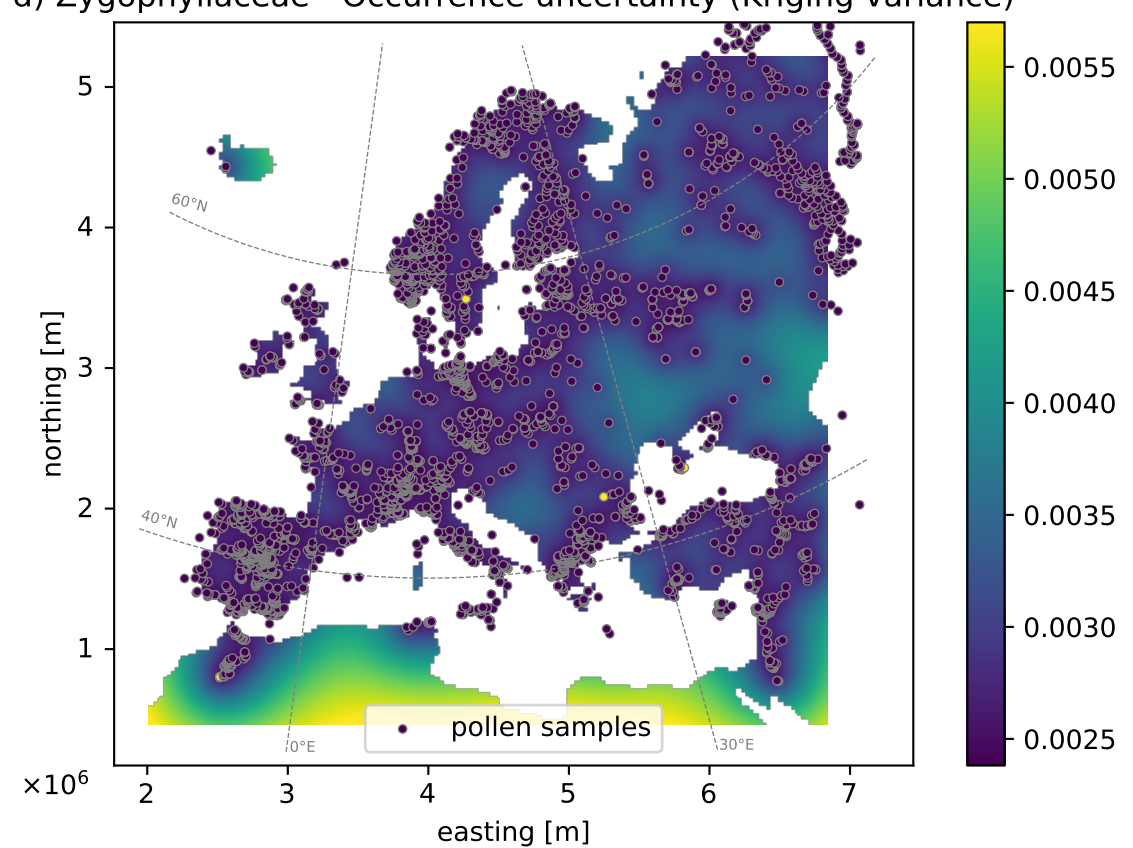 d) Zygophyllaceae - Occurrence uncertainty (Kriging variance)
northing [m]
5
4
3
2
1
60°N
40°N
0°E
30°E
pollen samples
×10⁶
2 3 4 5 6 7
easting [m]
0.0055
0.0050
0.0045
0.0040
0.0035
0.0030
0.0025